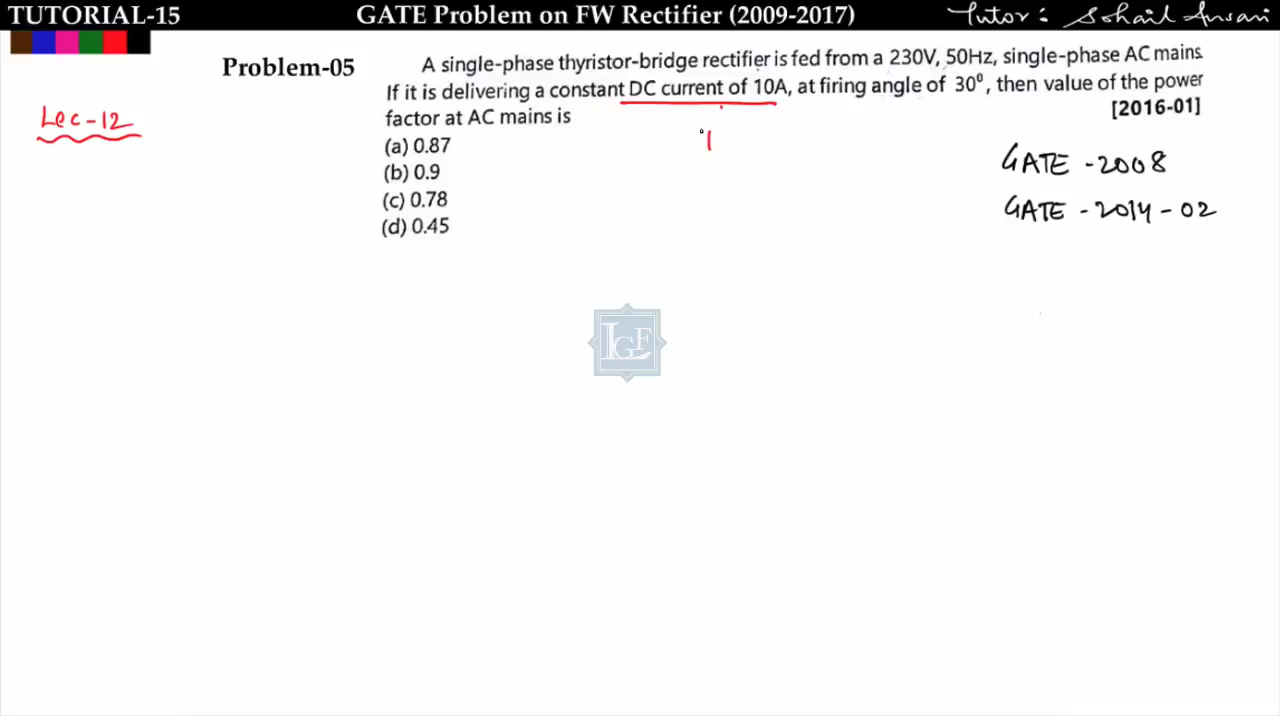 TUTORIAL-15 GATE Problem on FW Rectifier (2009-2017) Tutor: Sohail Ansari
Problem-05 A single-phase thyristor-bridge rectifier is fed from a 230V, 50Hz, single-phase AC mains.
If it is delivering a constant DC current of 10A, at firing angle of 30⁰, then value of the power
factor at AC mains is [2016-01]
Lec-12
(a) 0.87
(b) 0.9
(c) 0.78
(d) 0.45
GATE -2008
GATE -2014-02
LGF